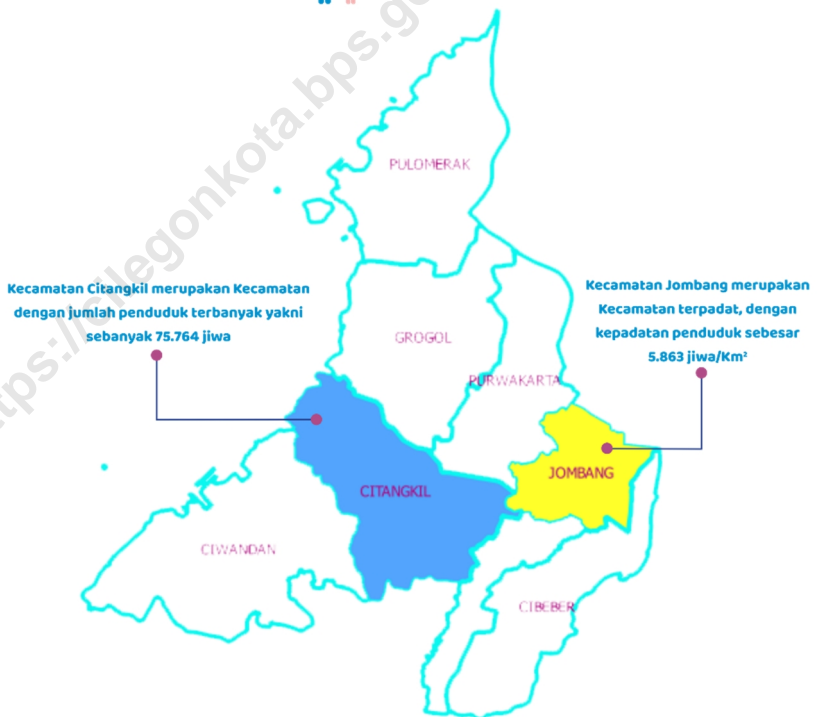 https://cilegonkota.bps.go
PULOMERAK
Kecamatan Citangkil merupakan Kecamatan
dengan jumlah penduduk terbanyak yakni
sebanyak 75.764 jiwa
Kecamatan Jombang merupakan
Kecamatan terpadat, dengan
kepadatan penduduk sebesar
5.863 jiwa/Km²
GROGOL
PURWAKARTA
JOMBANG
CITANGKIL
CIWANDAN
CIBEBER